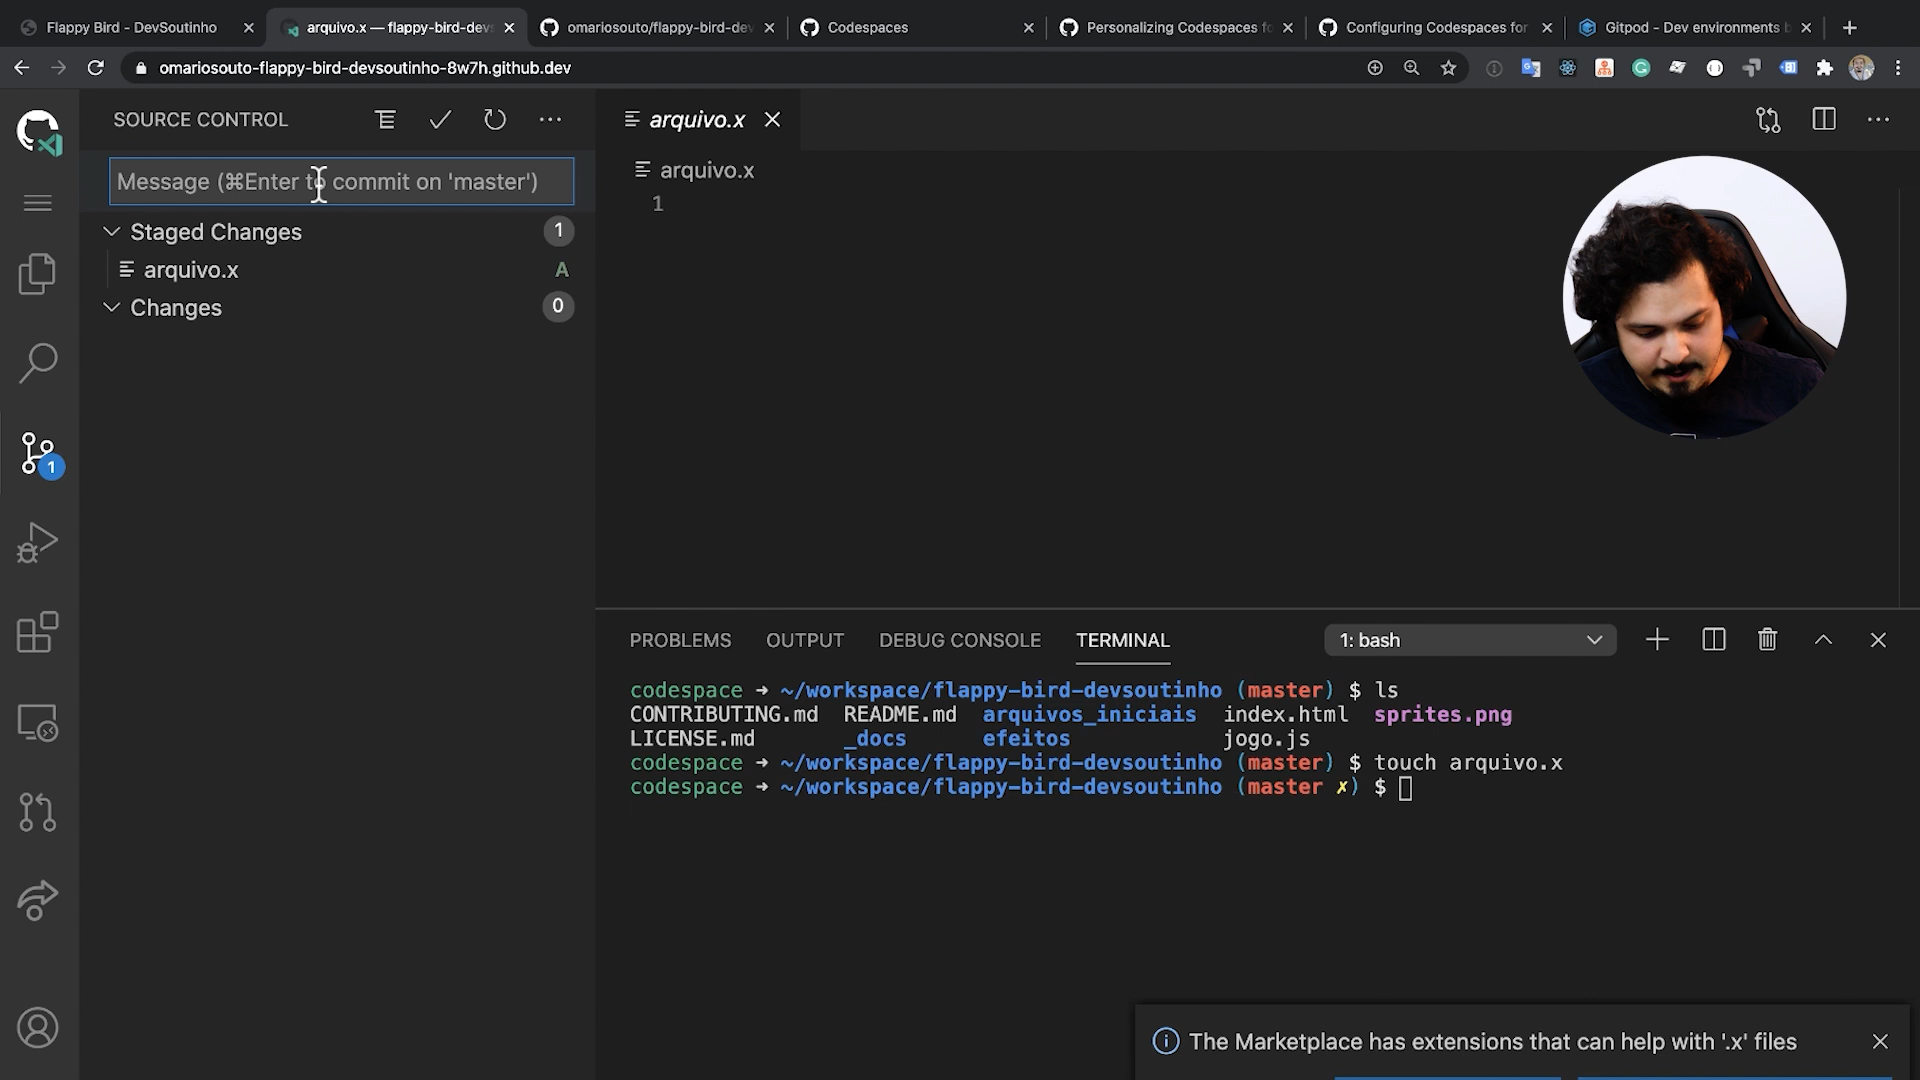 Flappy Bird - DevSoutinho
arquivo.x — flappy-bird-devs
omariosouto/flappy-bird-dev
Codespaces
Personalizing Codespaces fo
Configuring Codespaces for
Gitpod - Dev environments b
omariosouto-flappy-bird-devsoutinho-8w7h.github.dev
SOURCE CONTROL
Message (⌘Enter to commit on 'master')
Staged Changes
1
arquivo.x
A
Changes
0
1
arquivo.x
arquivo.x
1
PROBLEMS
OUTPUT
DEBUG CONSOLE
TERMINAL
1: bash
codespace ➜ ~/workspace/flappy-bird-devsoutinho (master) $ ls
CONTRIBUTING.md README.md arquivos_iniciais index.html sprites.png
LICENSE.md _docs efeitos jogo.js
codespace ➜ ~/workspace/flappy-bird-devsoutinho (master) $ touch arquivo.x
codespace ➜ ~/workspace/flappy-bird-devsoutinho (master ✗) $
The Marketplace has extensions that can help with '.x' files